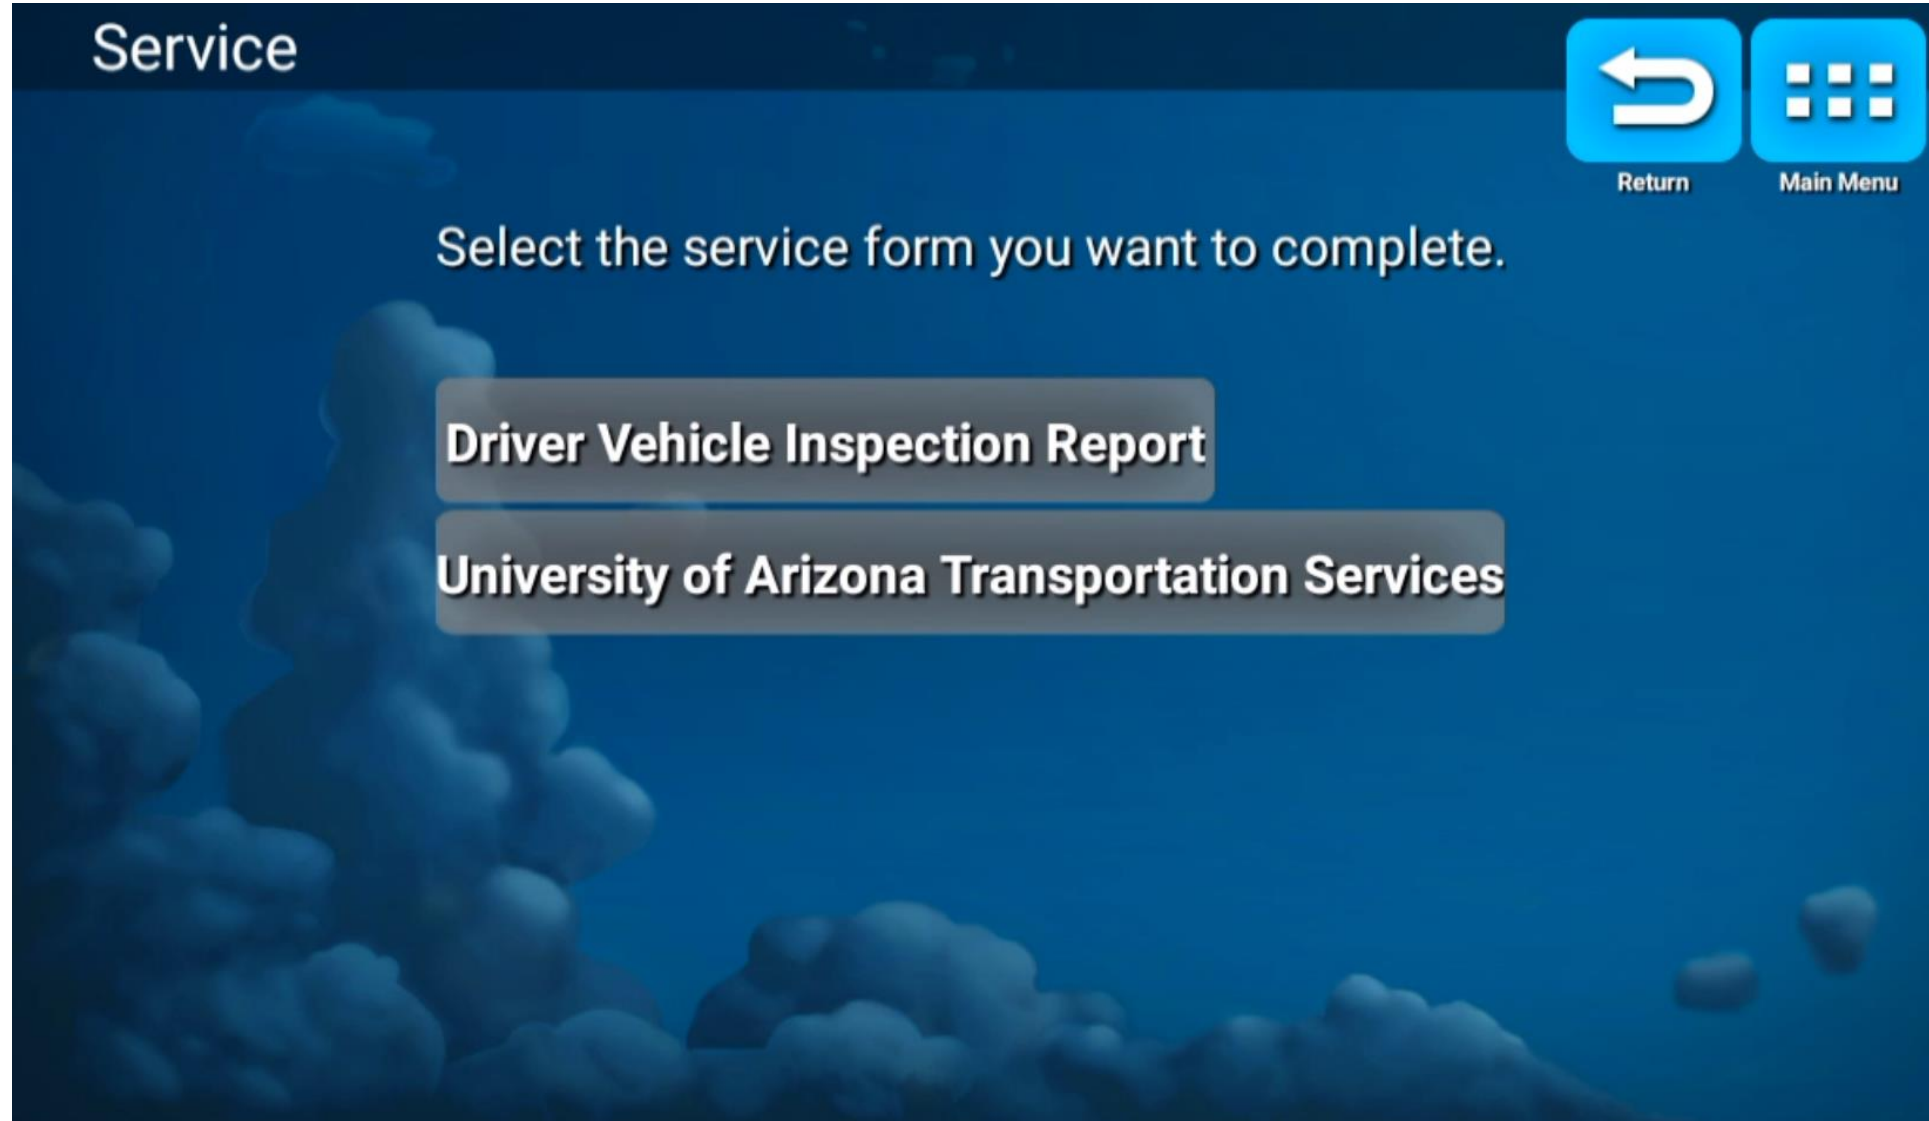 Service
Return
Main Menu
Select the service form you want to complete.
Driver Vehicle Inspection Report
University of Arizona Transportation Services